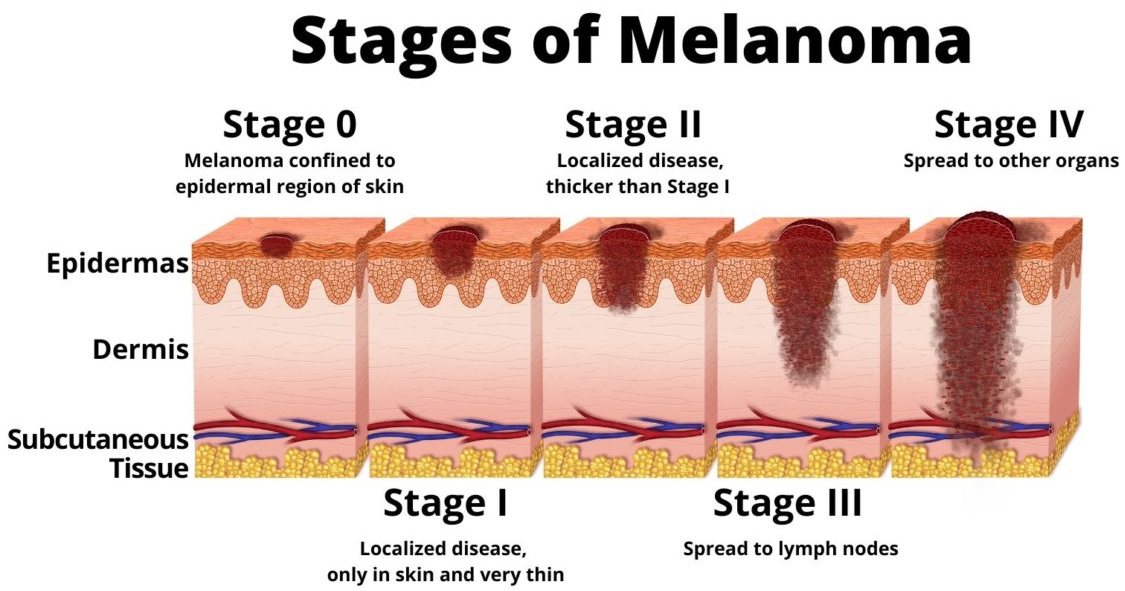 Stages of Melanoma
Stage 0
Melanoma confined to
epidermal region of skin
Stage II
Localized disease,
thicker than Stage I
Stage IV
Spread to other organs
Epidermas
Dermis
Subcutaneous
Tissue
Stage I
Localized disease,
only in skin and very thin
Stage III
Spread to lymph nodes